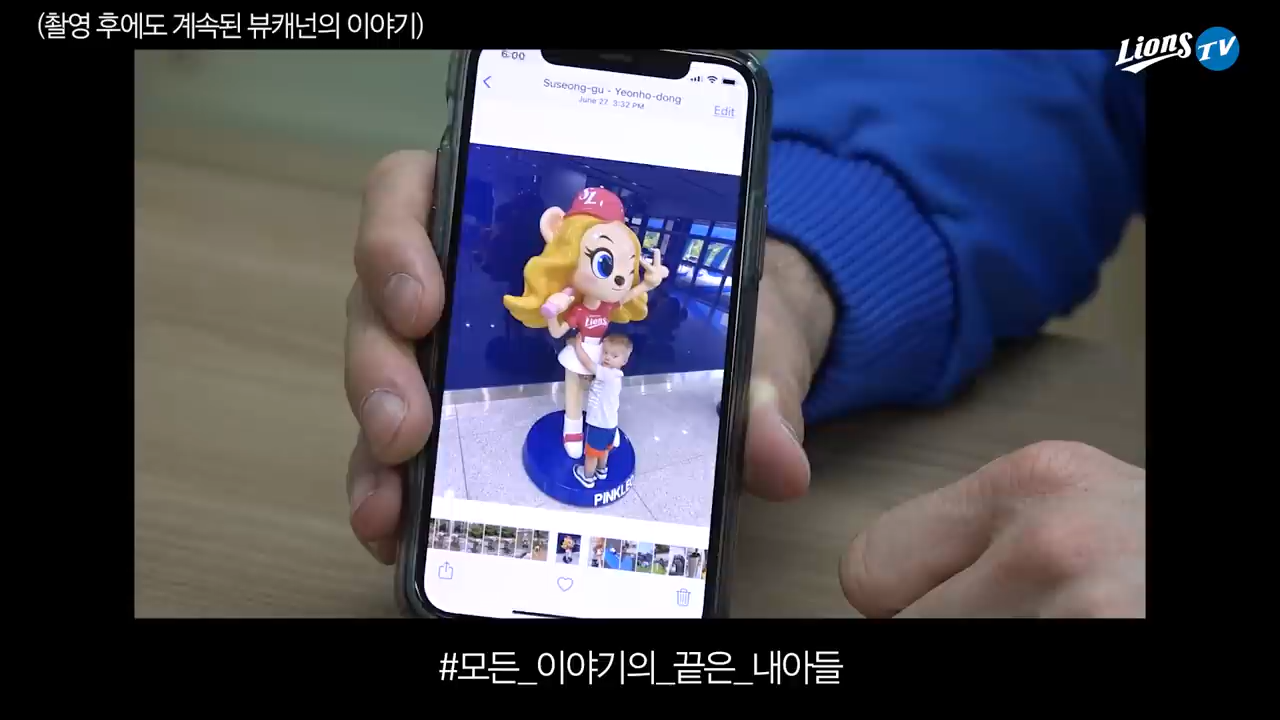 (촬영 후에도 계속된 뷰캐넌의 이야기)
Lions TV
6:00
Suseong-gu - Yeonho-dong
June 27 3:32 PM
Edit
SL
Lions
PINKLE
#모든_이야기의_끝은_내아들